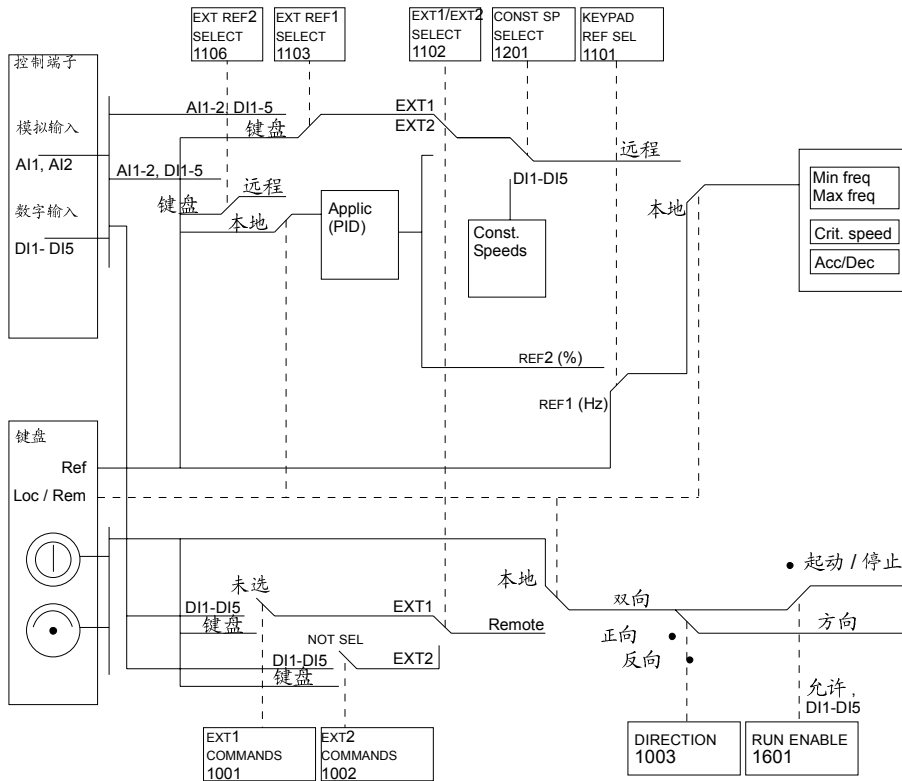 EXT REF2
SELECT
1106
EXT REF1
SELECT
1103
EXT1/EXT2
SELECT
1102
CONST SP
SELECT
1201
KEYPAD
REF SEL
1101
控制端子
模拟输入
AI1, AI2
数字输入
DI1- DI5
AI1-2, DI1-5
键盘
EXT1
EXT2
远程
AI1-2, DI1-5
键盘
远程
本地
Applic
(PID)
DI1-DI5
Const.
Speeds
本地
Min freq
Max freq
Crit. speed
Acc/Dec
REF2 (%)
REF1 (Hz)
键盘
Ref
Loc / Rem
未选
DI1-DI5
键盘
EXT1
NOT SEL
DI1-DI5
键盘
EXT2
Remote
本地
双向
正向
反向
• 起动 / 停止
方向
允许 ,
DI1-DI5
EXT1
COMMANDS
1001
EXT2
COMMANDS
1002
DIRECTION
1003
RUN ENABLE
1601